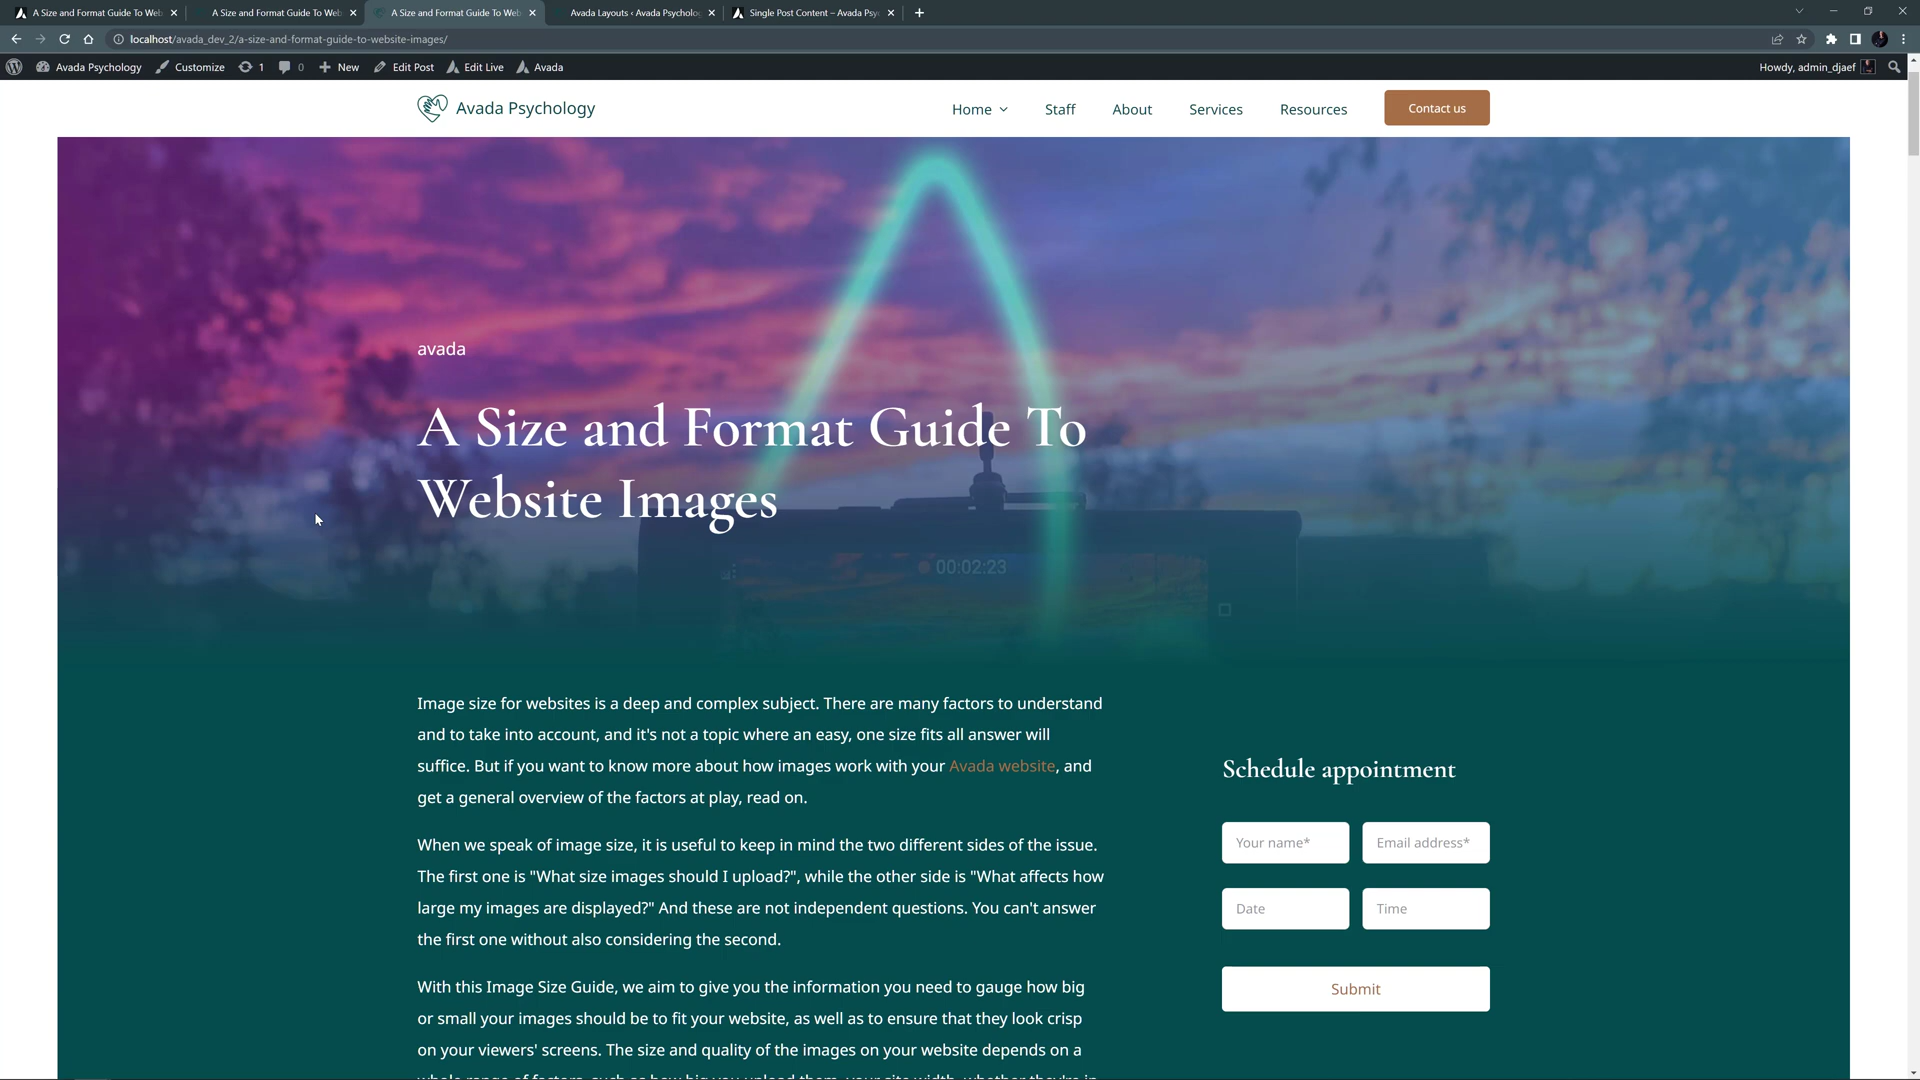 A Size and Format Guide To Web
A Size and Format Guide To Web
A Size and Format Guide To Web
Avada Layouts ‹ Avada Psycholog
Single Post Content – Avada Psyc
localhost/avada_dev_2/a-size-and-format-guide-to-website-images/
Avada Psychology
Customize
1
0
New
Edit Post
Edit Live
Avada
Howdy, admin_djaef
Avada Psychology
Home
Staff
About
Services
Resources
Contact us
avada
A Size and Format Guide To
Website Images
00:02:23
Image size for websites is a deep and complex subject. There are many factors to understand
and to take into account, and it's not a topic where an easy, one size fits all answer will
suffice. But if you want to know more about how images work with your Avada website, and
get a general overview of the factors at play, read on.
When we speak of image size, it is useful to keep in mind the two different sides of the issue.
The first one is "What size images should I upload?", while the other side is "What affects how
large my images are displayed?" And these are not independent questions. You can't answer
the first one without also considering the second.
With this Image Size Guide, we aim to give you the information you need to gauge how big
or small your images should be to fit your website, as well as to ensure that they look crisp
on your viewers' screens. The size and quality of the images on your website depends on a
Schedule appointment
Your name*
Email address*
Date
Time
Submit